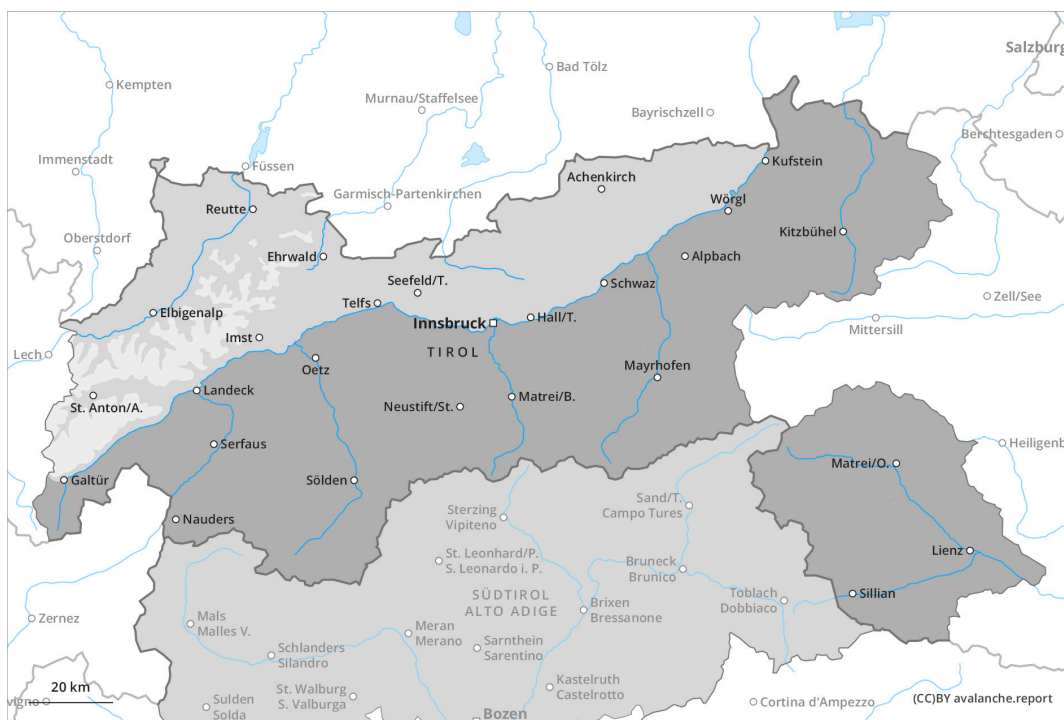 Salzburg
Kempten
Bad Tölz
Murnau/Staffelsee
Bayrischzell
Berchtesgaden
Immenstadt
Füssen
Kufstein
Achenkirch
Garmisch-Partenkirchen
Reutte
Wörgl
Oberstdorf
Kitzbühel
Ehrwald
Alpbach
Seefeld/T.
Schwaz
Zell/See
Telfs
Elbigenalp
Hall/T.
Innsbruck
Mittersill
Imst
Lech
TIROL
Oetz
Mayrhofen
Landeck
Matrei/B.
St. Anton/A.
Neustift/St.
Serfaus
Heiligenb
Matrei/O.
Galtür
Sölden
Sand/T.
Campo Tures
Sterzing
Vipiteno
Nauders
Lienz
St. Leonhard/P.
S. Leonardo i. P.
Bruneck
Brunico
Sillian
SÜDTIROL
ALTO ADIGE
Toblach
Dobbiaco
Brixen
Bressanone
Zernez
Mals
Malles V.
Meran
Merano
Sarnthein
Sarentino
Schlanders
Silandro
20 km
Kastelruth
Castelrotto
St. Walburg
S. Valburga
vigno
Sulden
Solda
Cortina d'Ampezzo
(CC)BY avalanche.report
Bozen